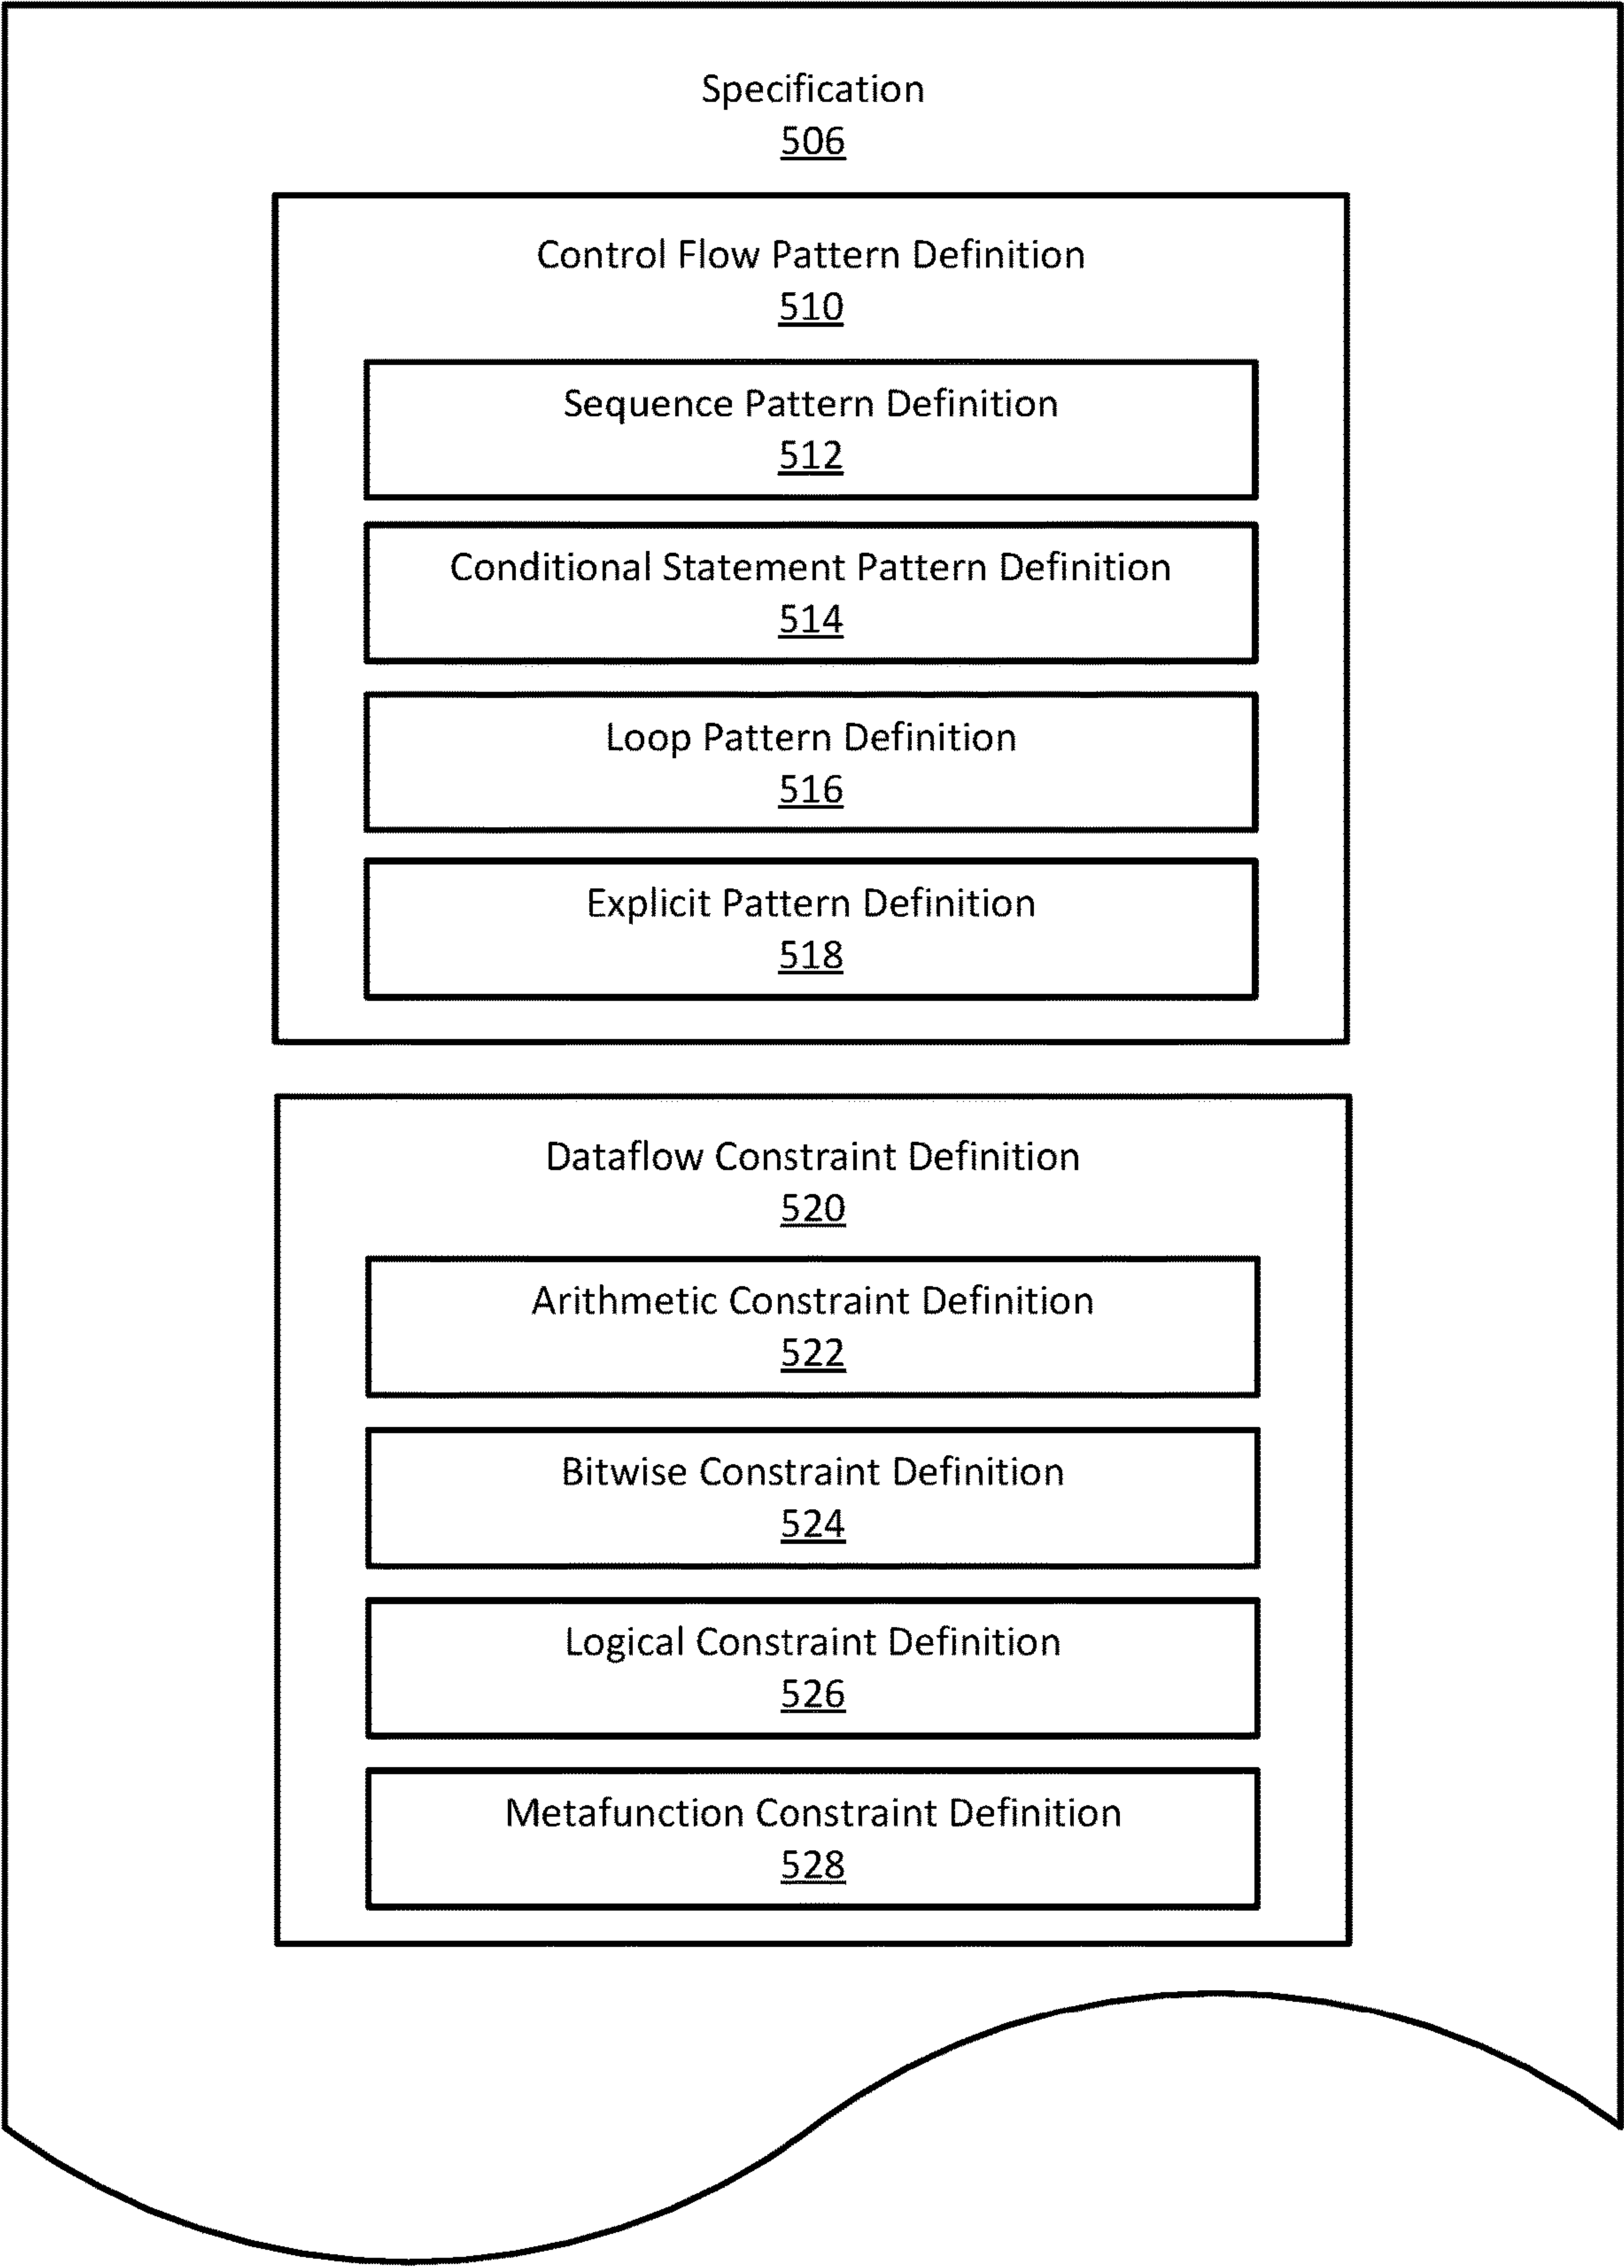 Specification
506
Control Flow Pattern Definition
510
Sequence Pattern Definition
512
Conditional Statement Pattern Definition
514
Loop Pattern Definition
516
Explicit Pattern Definition
518
Dataflow Constraint Definition
520
Arithmetic Constraint Definition
522
Bitwise Constraint Definition
524
Logical Constraint Definition
526
Metafunction Constraint Definition
528